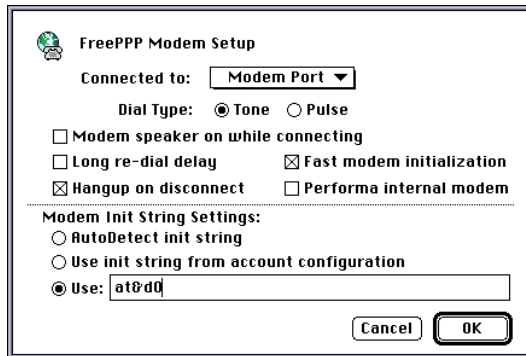 FreePPP Modem Setup
Connected to: Modem Port
Dial Type: Tone Pulse
Modem speaker on while connecting
Long re-dial delay Fast modem initialization
Hangup on disconnect Performa internal modem
Modem Init String Settings:
AutoDetect init string
Use init string from account configuration
Use: at&d0
Cancel OK